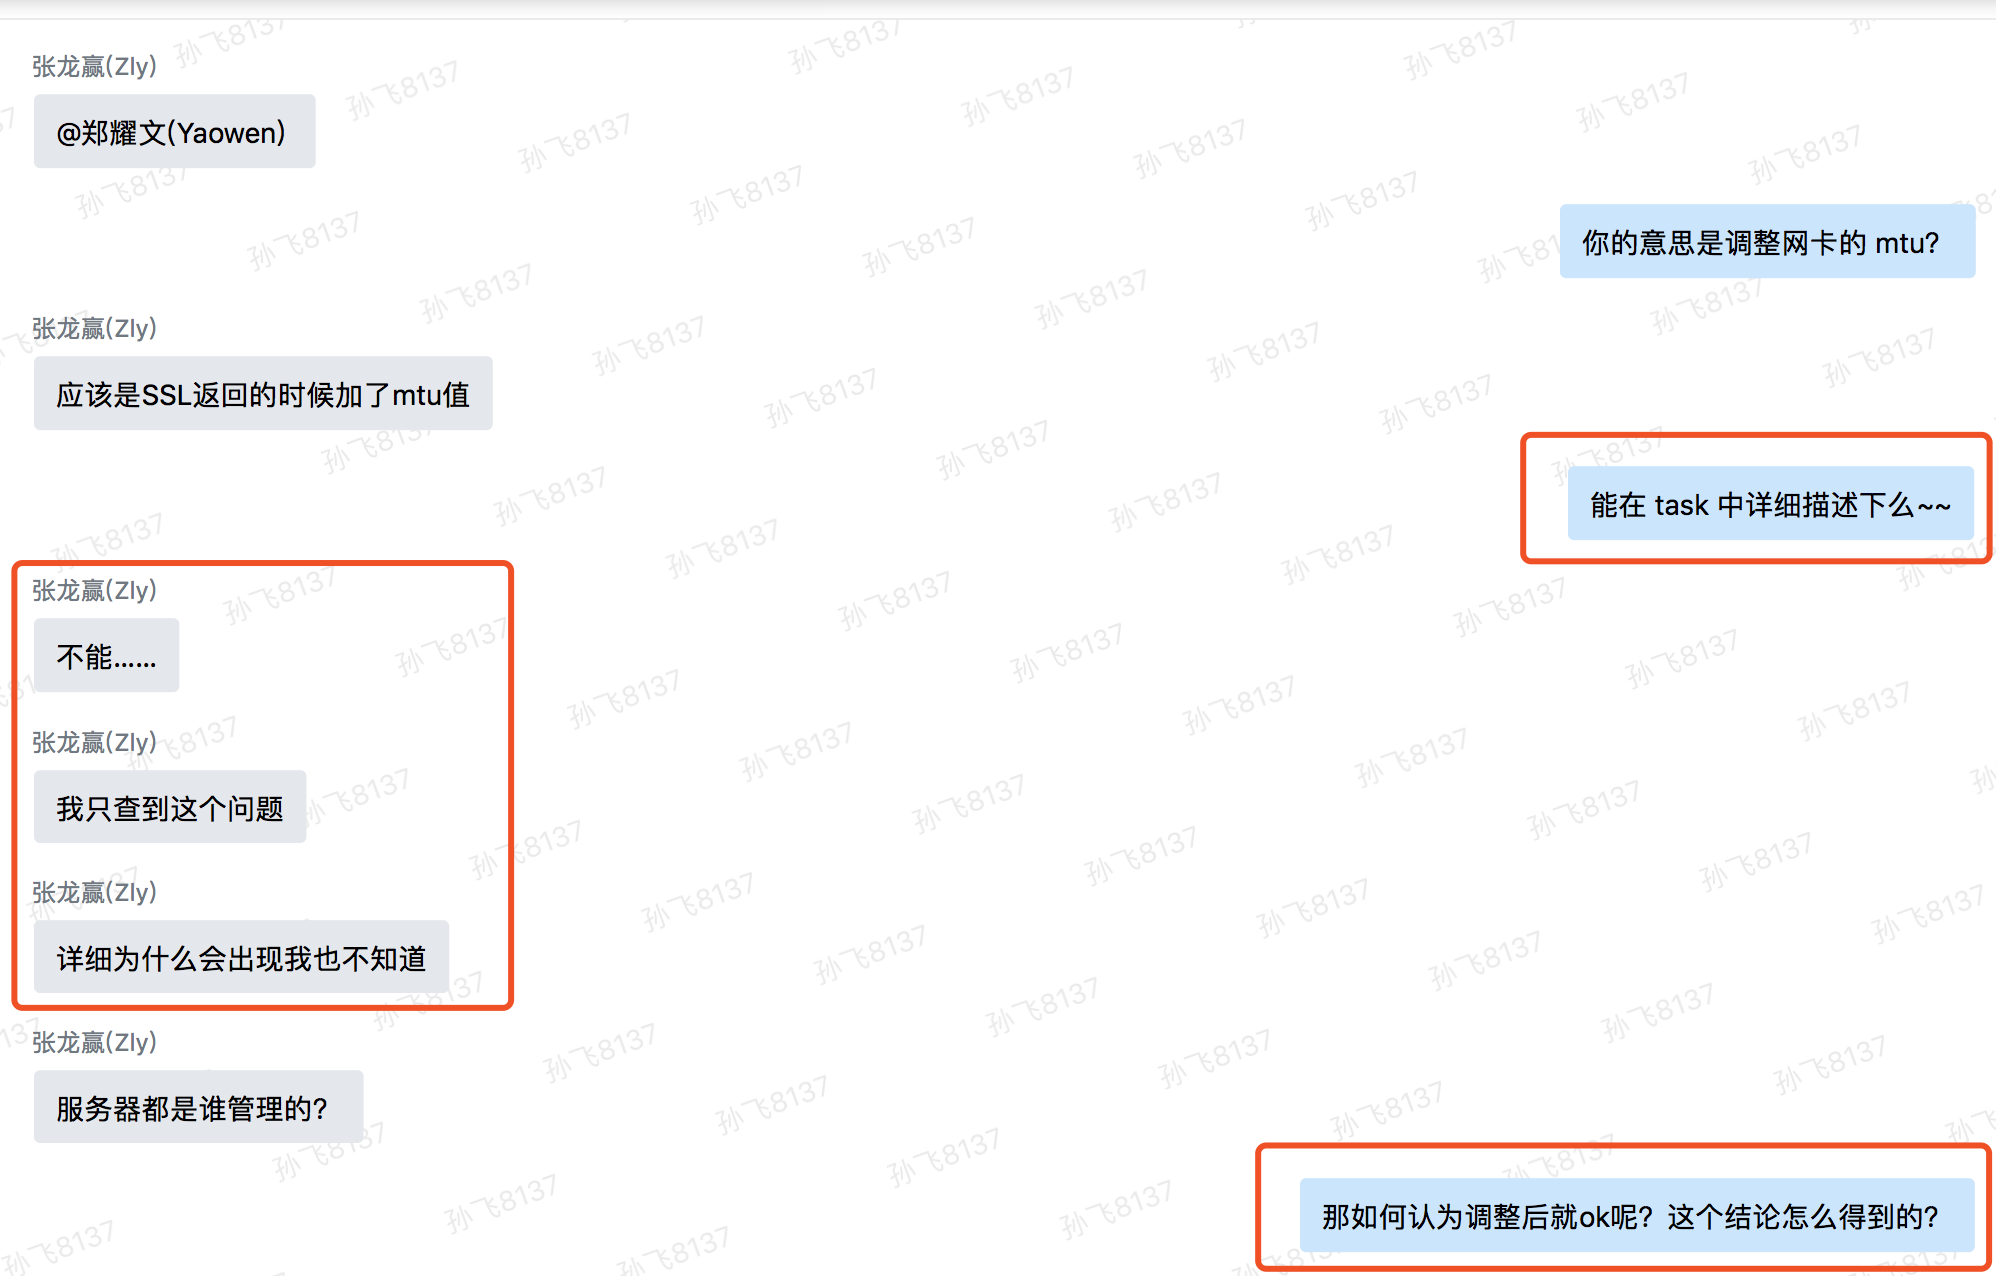 张龙赢(Zly)
@郑耀文(Yaowen)
你的意思是调整网卡的 mtu?
张龙赢(Zly)
应该是SSL返回的时候加了mtu值
能在 task 中详细描述下么~~
张龙赢(Zly)
不能……
张龙赢(Zly)
我只查到这个问题
张龙赢(Zly)
详细为什么会出现我也不知道
张龙赢(Zly)
服务器都是谁管理的?
那如何认为调整后就ok呢？这个结论怎么得到的?
孙飞8137